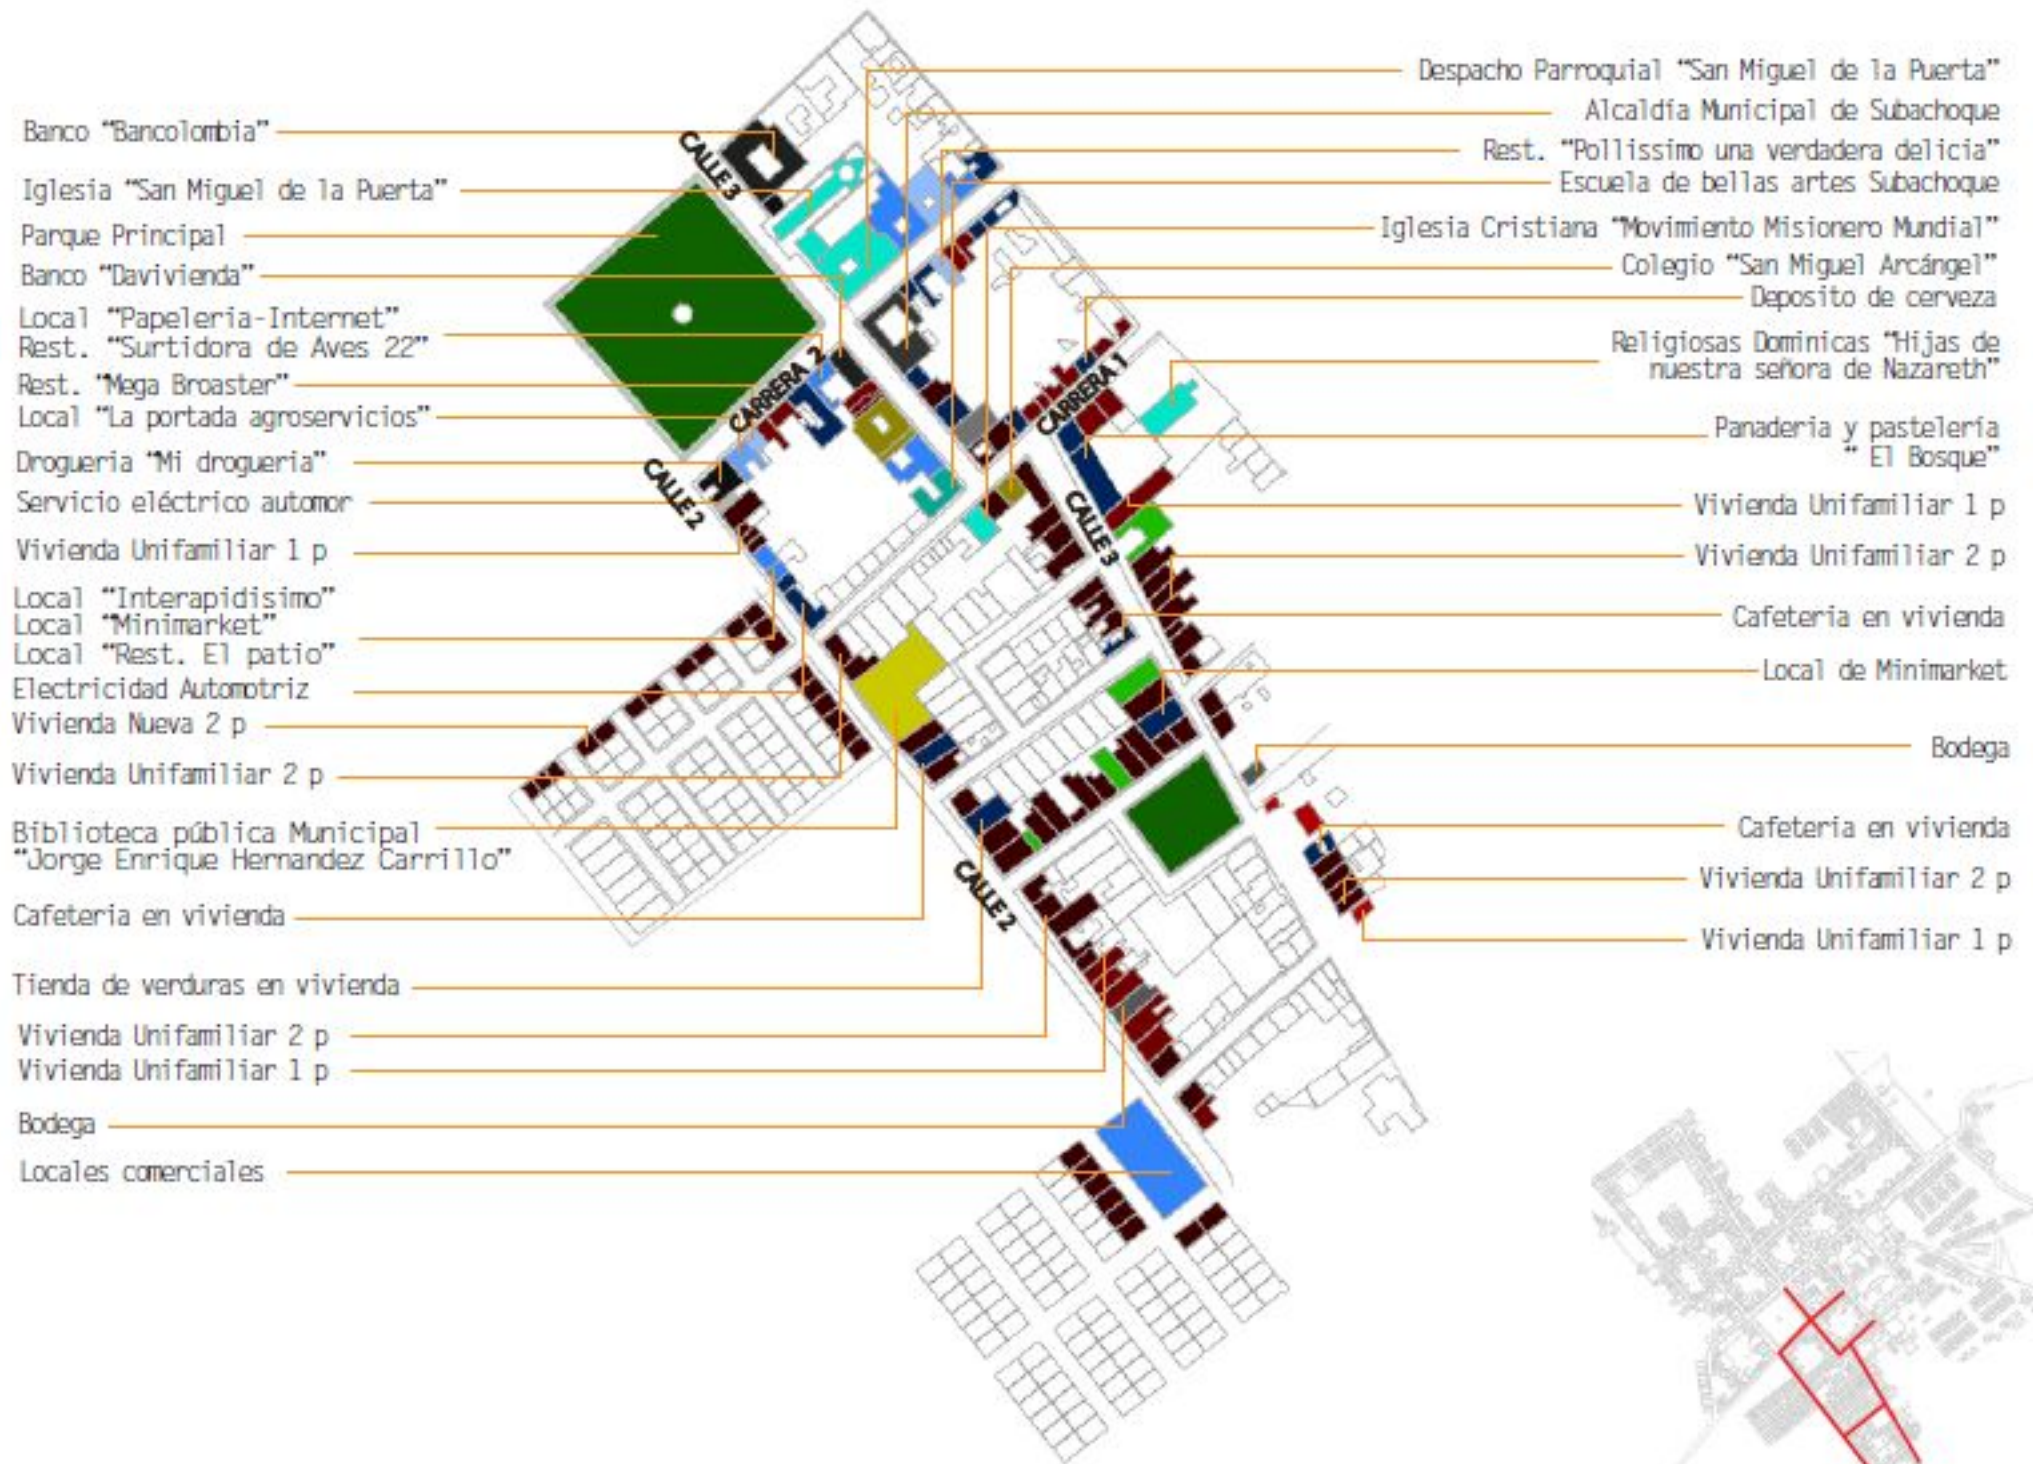 Banco “Bancolombia”
Iglesia “San Miguel de la Puerta”
Parque Principal
Banco “Davivienda”
Local “Papeleria-Internet”
Rest. “Surtidora de Aves 22”
Rest. “Mega Broaster”
Local “La portada agroservicios”
Drogueria “Mi drogueria”
Servicio eléctrico automor
Vivienda Unifamiliar 1 p
Local “Interapidisimo”
Local “Minimarket”
Local “Rest. El patio”
Electricidad Automotriz
Vivienda Nueva 2 p
Vivienda Unifamiliar 2 p
Biblioteca pública Municipal
“Jorge Enrique Hernandez Carrillo”
Cafeteria en vivienda
Tienda de verduras en vivienda
Vivienda Unifamiliar 2 p
Vivienda Unifamiliar 1 p
Bodega
Locales comerciales
CALLE 3
CARRERA 2
CALLE 2
CARRERA 1
CALLE 3
CALLE 2
Despacho Parroquial “San Miguel de la Puerta”
Alcaldía Municipal de Subachoque
Rest. “Pollissimo una verdadera delicia”
Escuela de bellas artes Subachoque
Iglesia Cristiana “Movimiento Misionero Mundial”
Colegio “San Miguel Arcángel”
Deposito de cerveza
Religiosas Dominicas “Hijas de
nuestra señora de Nazareth”
Panaderia y pastelería
“ El Bosque”
Vivienda Unifamiliar 1 p
Vivienda Unifamiliar 2 p
Cafeteria en vivienda
Local de Minimarket
Bodega
Cafeteria en vivienda
Vivienda Unifamiliar 2 p
Vivienda Unifamiliar 1 p